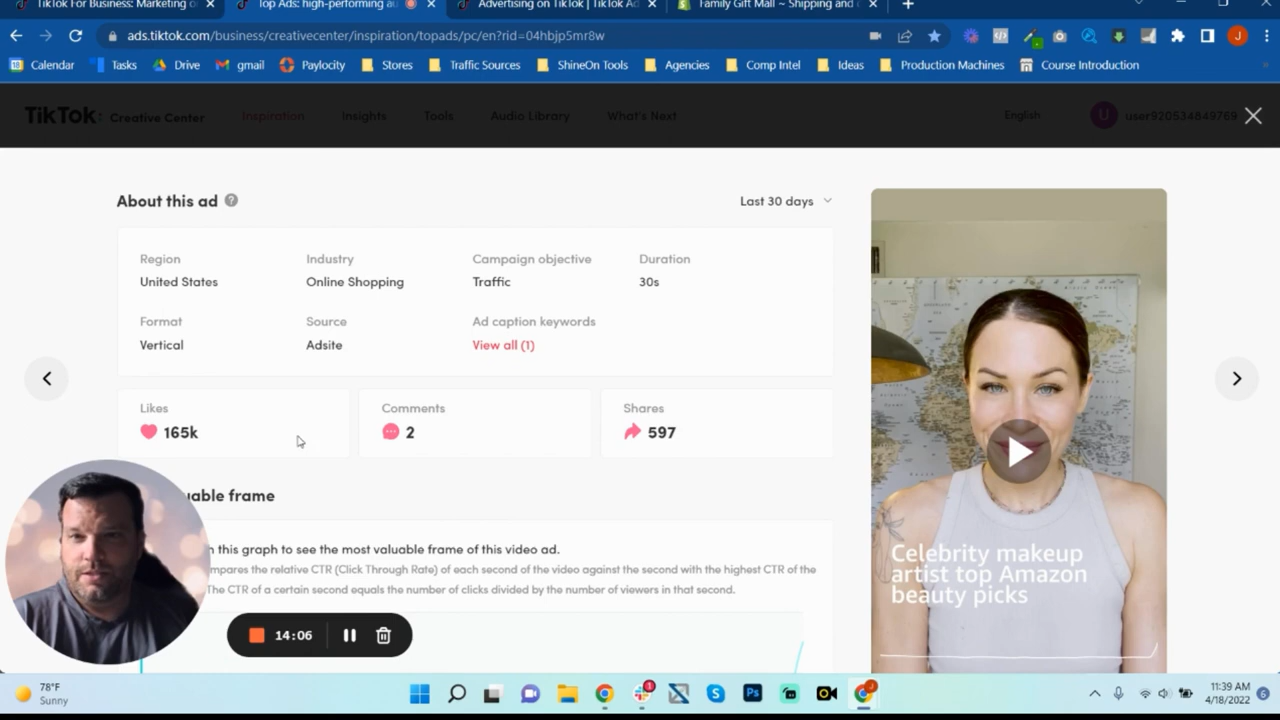 TikTok For Business: Marketing o
Top Ads: high-performing au
Advertising on TikTok | TikTok Ad
Family Gift Mall ~ Shipping and
ads.tiktok.com/business/creativecenter/inspiration/topads/pc/en?rid=04hbjp5mr8w
J
Calendar
Tasks
Drive
gmail
Paylocity
Stores
Traffic Sources
ShineOn Tools
Agencies
Comp Intel
Ideas
Production Machines
Course Introduction
TikTok: Creative Center
Inspiration
Insights
Tools
Audio Library
What's Next
English
U
user920534849769
About this ad
Last 30 days
Region
Industry
Campaign objective
Duration
United States
Online Shopping
Traffic
30s
Format
Source
Ad caption keywords
Vertical
Adsite
View all (1)
Likes
Comments
Shares
165k
2
597
uable frame
n this graph to see the most valuable frame of this video ad.
mpares the relative CTR (Click Through Rate) of each second of the video against the second with the highest CTR of the
The CTR of a certain second equals the number of clicks divided by the number of viewers in that second.
14:06
Celebrity makeup
artist top Amazon
beauty picks
78°F
Sunny
1
Ps
J
11:39 AM
4/18/2022
6